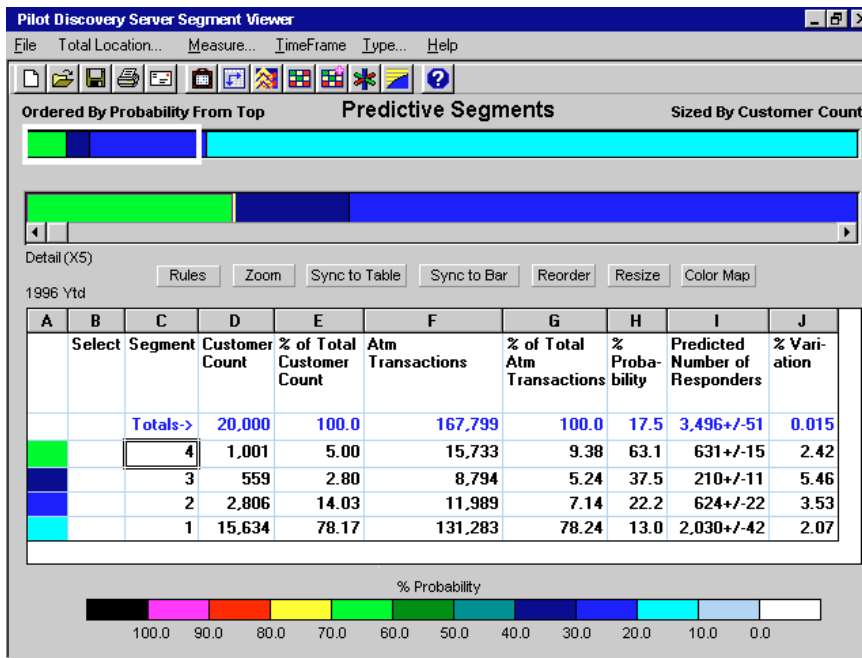 Pilot Discovery Server Segment Viewer
File Total Location... Measure... TimeFrame Type... Help
Ordered By Probability From Top Predictive Segments Sized By Customer Count
Detail (X5)
Rules Zoom Sync to Table Sync to Bar Reorder Resize Color Map
1996 Ytd
A B C D E F G H I J
Select Segment Customer % of Total Atm % of Total % Predicted % Vari-
Count Customer Transactions Atm Proba- Number of ation
Count Transactions bility Responders
Totals-> 20,000 100.0 167,799 100.0 17.5 3,496+/-51 0.015
4 1,001 5.00 15,733 9.38 63.1 631+/-15 2.42
3 559 2.80 8,794 5.24 37.5 210+/-11 5.46
2 2,806 14.03 11,989 7.14 22.2 624+/-22 3.53
1 15,634 78.17 131,283 78.24 13.0 2,030+/-42 2.07
% Probability
100.0 90.0 80.0 70.0 60.0 50.0 40.0 30.0 20.0 10.0 0.0